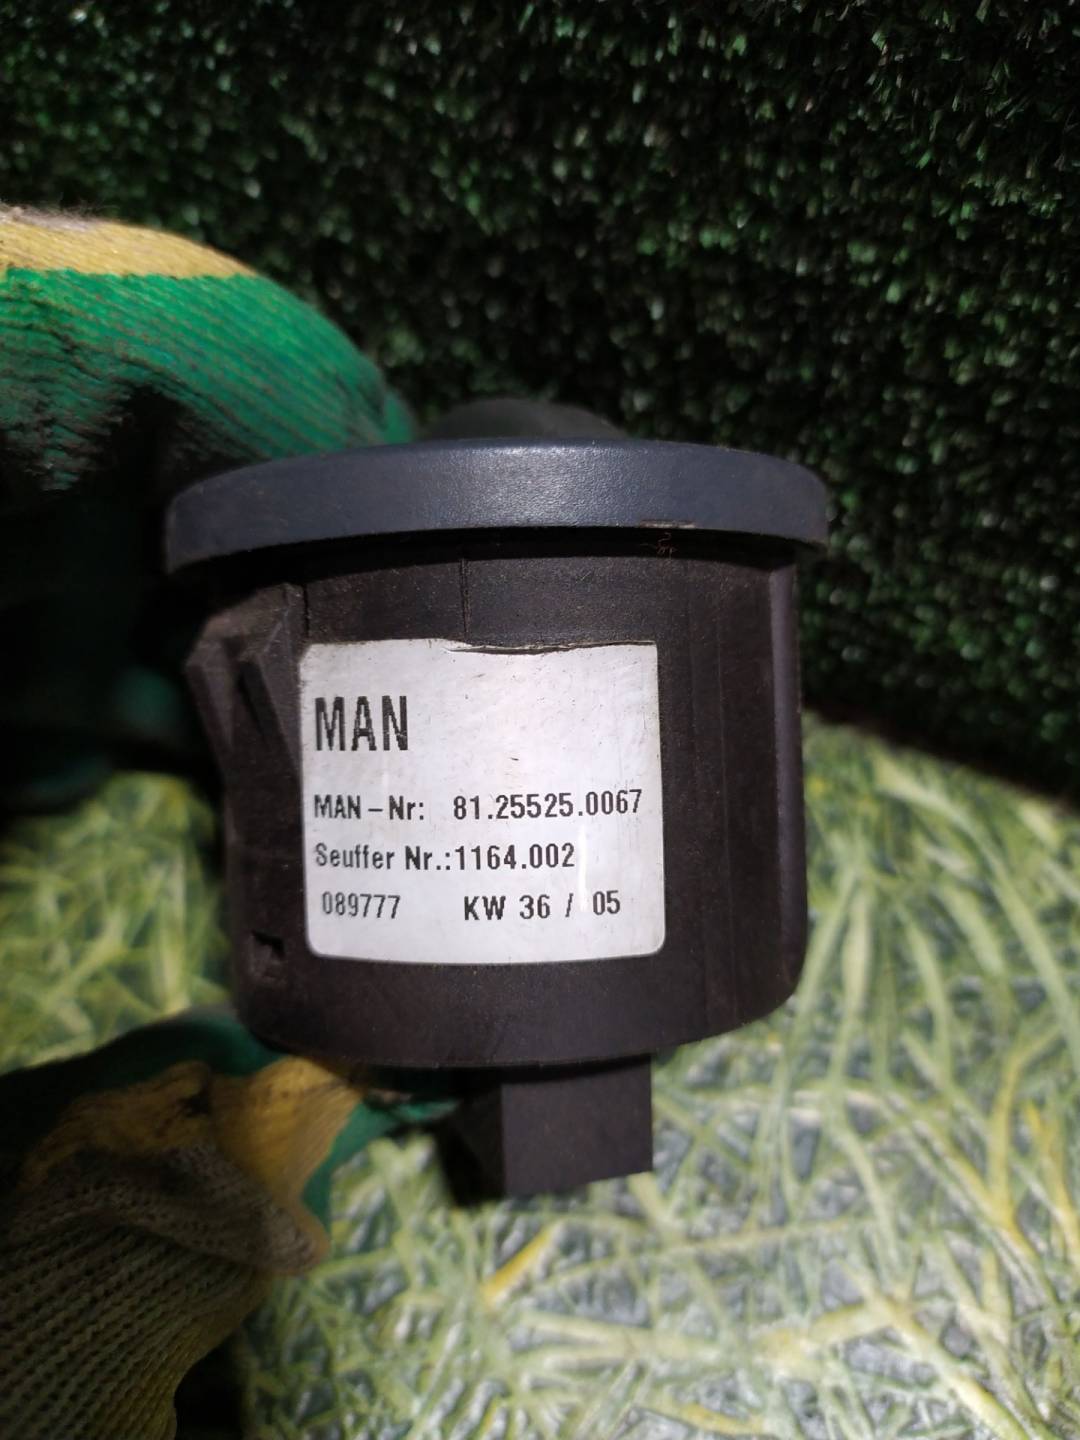 MAN
MAN-Nr: 81.25525.0067
Seuffer Nr.:1164.002
089777 KW 36 / 05